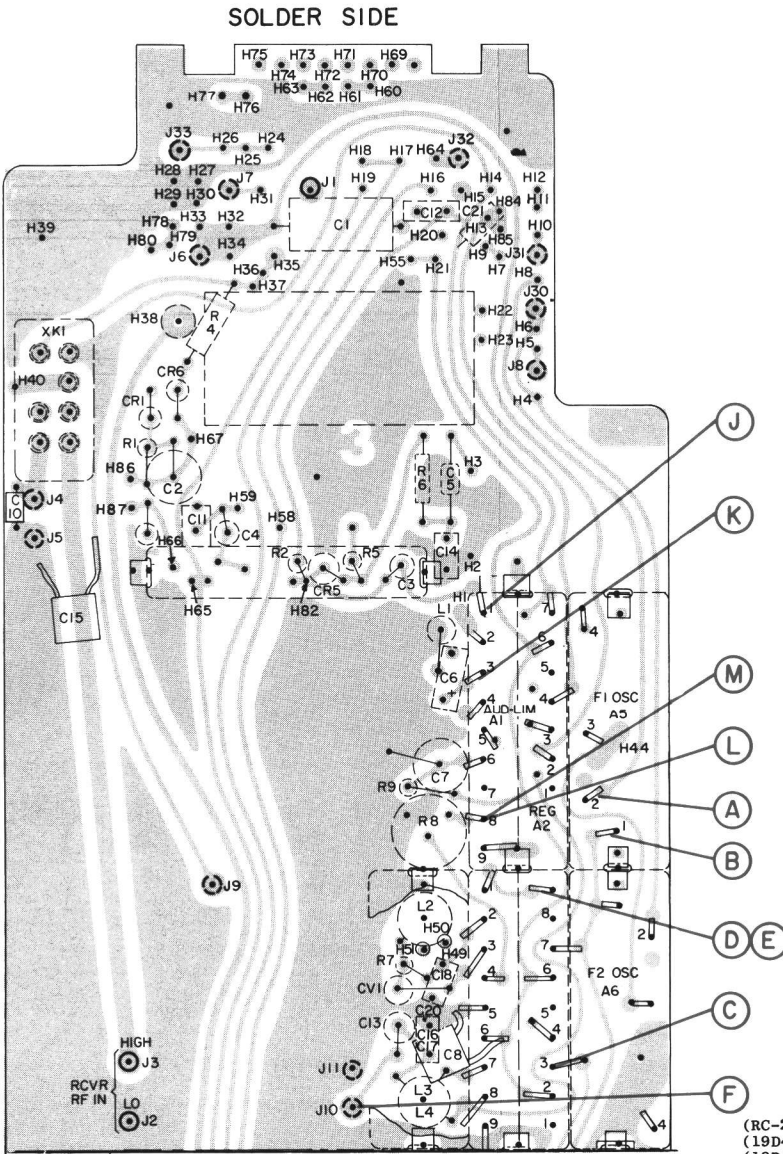 SOLDER SIDE
H75 H73 H71 H69
H74 H72 H70
H63 H62 H61 H60
H77 H76
J33 H26 H25 H24
H18 H17 H64 J32
H28 H27 J7 J1 H19 H16 H15 H14 H12
H29 H30 H31 H84 H11
C12 C21
H39 H78 H33 H32 C1 H13 H10
H80 H79 H34 H20 H85 J31
J6 H35 H55 H21 H9 H7
H36 H37 H8
J30
H38 R4 H22 H6
XK1 H23 H5
J8
H40 CR6 H4
CR1
J
R1 H67
3
H86 C2 R6 C5 H3
C10 J4
H87 C11 H59 C4 H58 K
J5 H66 C14
R2 R5 H2
CR5 C3
C15 H65 H82 H1
L1 1 7
2 6 4
C6 3 5 M
+ 4 AUD-LIM A1 4 F1 OSC A5
5 3 3 H44 L
C7 6 2
R9 7 1 2 A
R8 8 REG A2 1
9 B
J9
L2 2 8
H50 2 D E
H51 H49 3 7
R7 C18 4 6 F2 OSC A6
CV1
C20 5 5
C13 C16 6 4 C
C17
C8 7 3
HIGH J3 J11
RCVR RF IN L3 8 2
LO J2 J10 L4 F
9 1 4